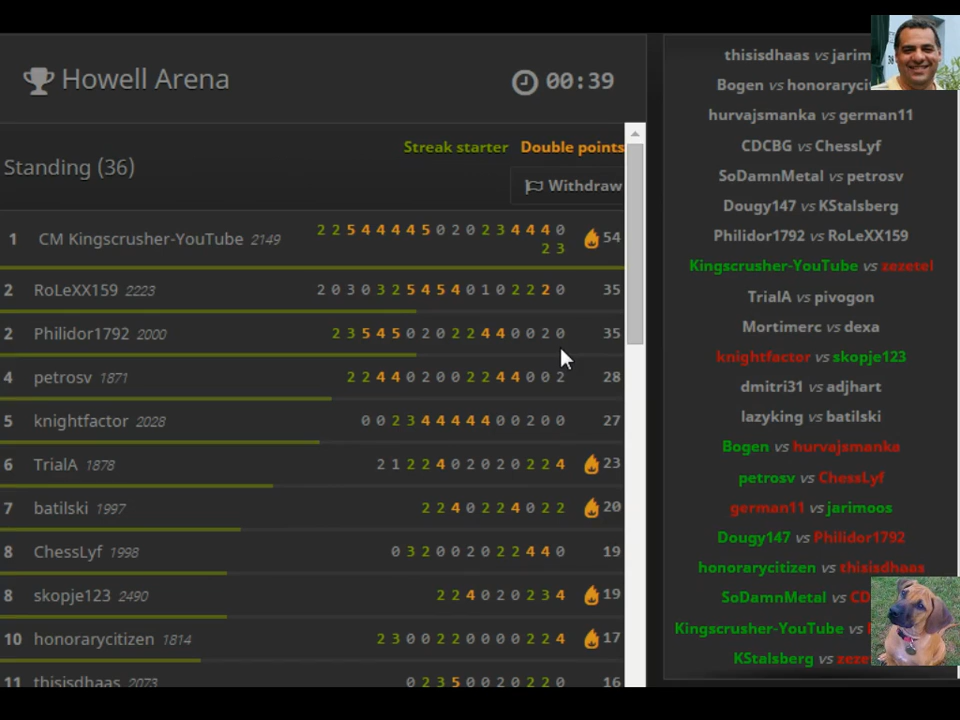 Howell Arena
00:39
Standing (36)
Streak starter Double points
Withdraw
1 CM Kingscrusher-YouTube 2149 2 2 5 4 4 4 4 5 0 2 0 2 3 4 4 4 0 54
2 3
2 RoLeXX159 2223 2 0 3 0 3 2 5 4 5 4 0 1 0 2 2 2 0 35
2 Philidor1792 2000 2 3 5 4 5 0 2 0 2 2 4 4 0 0 2 0 35
4 petrosv 1871 2 2 4 4 0 2 0 0 2 2 4 4 0 0 2 28
5 knightfactor 2028 0 0 2 3 4 4 4 4 4 0 0 2 0 0 27
6 TrialA 1878 2 1 2 2 4 0 2 0 2 0 2 2 4 23
7 batilski 1997 2 2 4 0 2 2 4 0 2 2 20
8 ChessLyf 1998 0 3 2 0 0 2 0 2 2 4 4 0 19
8 skopje123 2490 2 2 4 0 2 0 2 3 4 19
10 honorarycitizen 1814 2 3 0 0 2 2 0 0 0 0 2 2 4 17
11 thisisdhaas 2073 0 2 3 5 0 0 2 0 2 2 0 16
thisisdhaas vs jarim
Bogen vs honoraryci
hurvajsmanka vs german11
CDCBG vs ChessLyf
SoDamnMetal vs petrosv
Dougy147 vs KStalsberg
Philidor1792 vs RoLeXX159
Kingscrusher-YouTube vs zezetel
TrialA vs pivogon
Mortimerc vs dexa
knightfactor vs skopje123
dmitri31 vs adjhart
lazyking vs batilski
Bogen vs hurvajsmanka
petrosv vs ChessLyf
german11 vs jarimoos
Dougy147 vs Philidor1792
honorarycitizen vs thisisdhaas
SoDamnMetal vs CD
Kingscrusher-YouTube vs
KStalsberg vs zeze